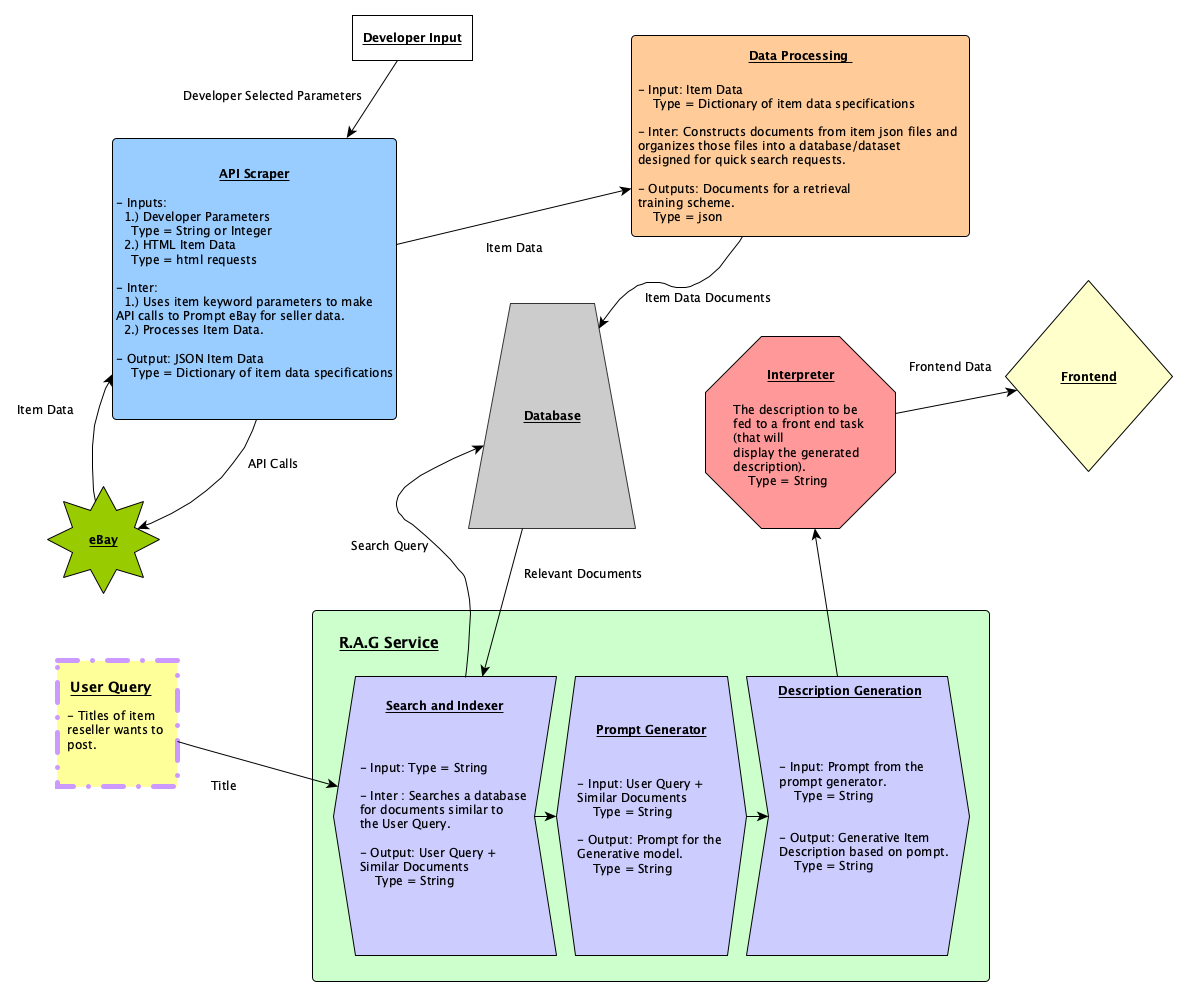 Developer Input
Developer Selected Parameters
API Scraper
– Inputs:
1.) Developer Parameters
Type = String or Integer
2.) HTML Item Data
Type = html requests
– Inter:
1.) Uses item keyword parameters to make
API calls to Prompt eBay for seller data.
2.) Processes Item Data.
– Output: JSON Item Data
Type = Dictionary of item data specifications
Item Data
Data Processing
– Input: Item Data
Type = Dictionary of item data specifications
– Inter: Constructs documents from item json files and
organizes those files into a database/dataset
designed for quick search requests.
– Outputs: Documents for a retrieval
training scheme.
Type = json
Item Data Documents
Item Data
API Calls
eBay
Database
Search Query
Relevant Documents
Interpreter
The description to be
fed to a front end task
(that will
display the generated
description).
Type = String
Frontend Data
Frontend
User Query
– Titles of item
reseller wants to
post.
Title
R.A.G Service
Search and Indexer
– Input: Type = String
– Inter : Searches a database
for documents similar to
the User Query.
– Output: User Query +
Similar Documents
Type = String
Prompt Generator
– Input: User Query +
Similar Documents
Type = String
– Output: Prompt for the
Generative model.
Type = String
Description Generation
– Input: Prompt from the
prompt generator.
Type = String
– Output: Generative Item
Description based on pompt.
Type = String